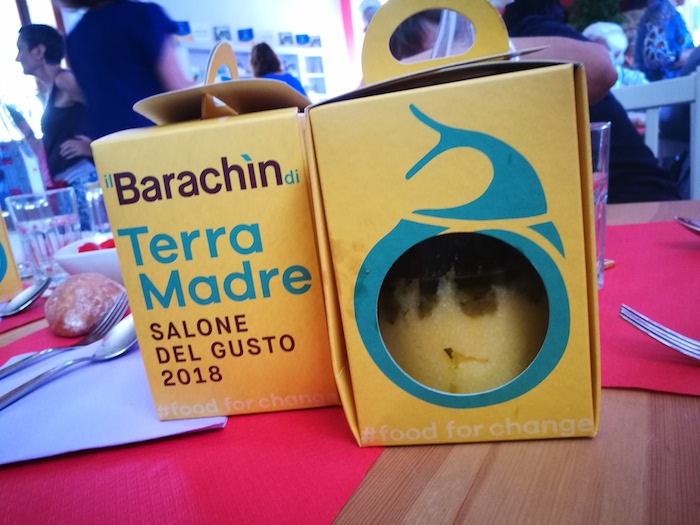 il Barachìn di
Terra
Madre
SALONE
DEL GUSTO
2018
#food for change
#food for change